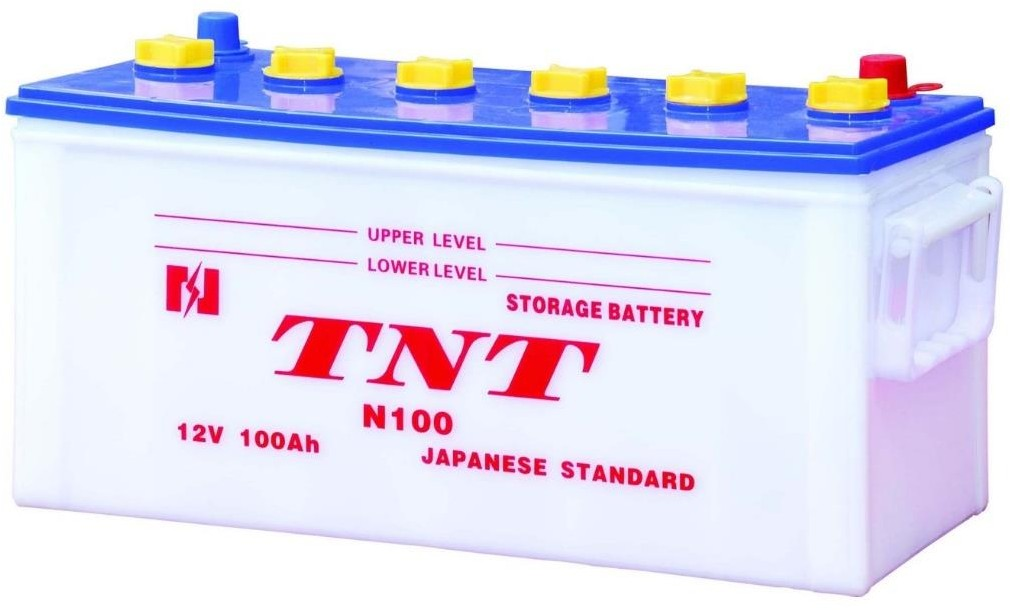 UPPER LEVEL
LOWER LEVEL
STORAGE BATTERY
TNT
N100
12V 100Ah
JAPANESE STANDARD